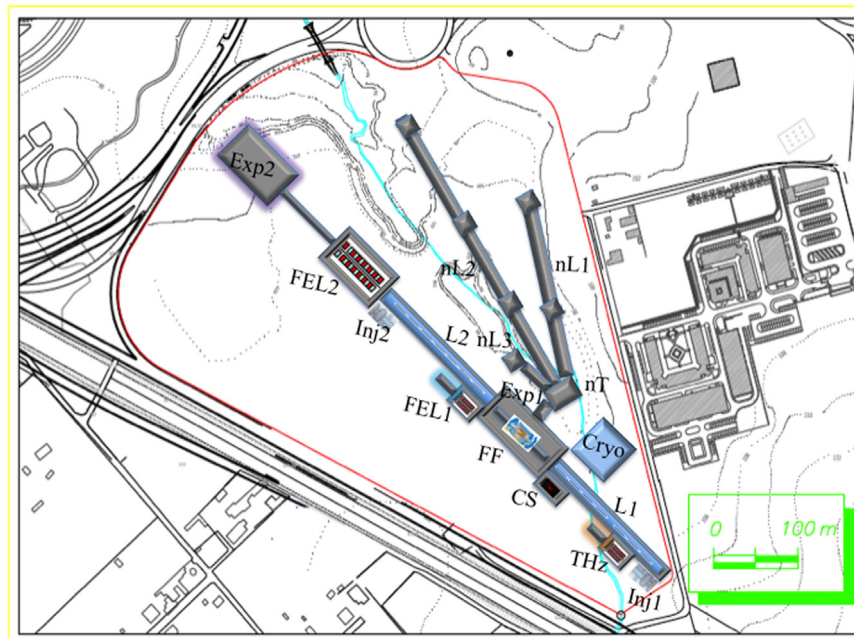 Exp2
FEL2
Inj2
L2
nL2
nL1
nL3
Exp1
nT
FEL1
FF
Cryo
CS
L1
THz
Inj1
0 100 m